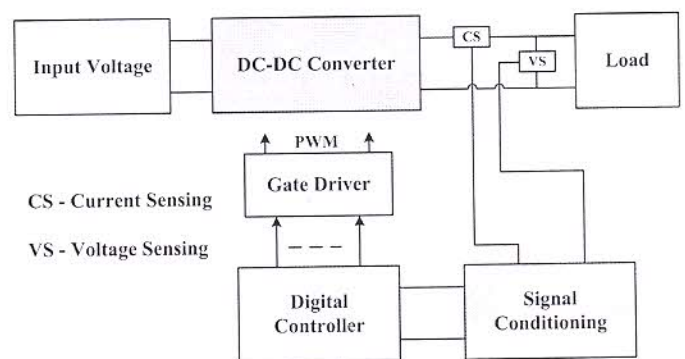 Input Voltage
DC-DC Converter
CS
VS
Load
PWM
Gate Driver
CS - Current Sensing
VS - Voltage Sensing
Digital
Controller
Signal
Conditioning